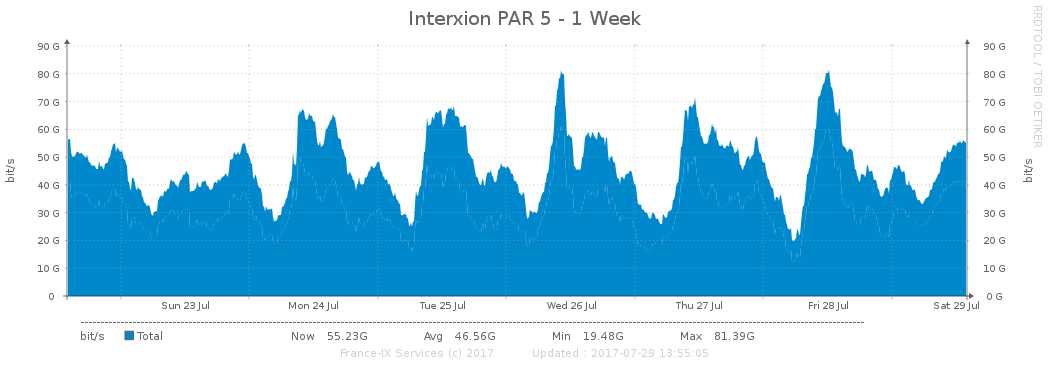 Interxion PAR 5 - 1 Week
RRDTOOL / TOBI OETIKER
90 G 90 G
80 G 80 G
70 G 70 G
60 G 60 G
50 G 50 G
40 G 40 G
30 G 30 G
20 G 20 G
10 G 10 G
0 0 G
bit/s
bit/s
Sun 23 Jul Mon 24 Jul Tue 25 Jul Wed 26 Jul Thu 27 Jul Fri 28 Jul Sat 29 Jul
bit/s Total Now 55.23G Avg 46.56G Min 19.48G Max 81.39G
France-IX Services (c) 2017 Updated : 2017-07-29 13:55:05